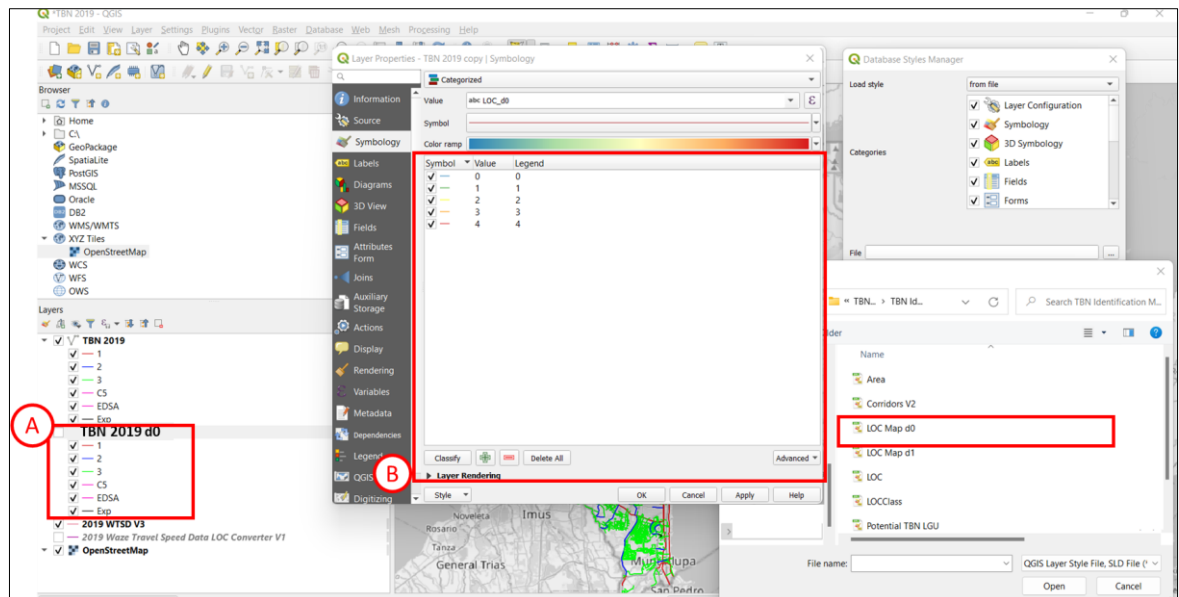 *TBN 2019 - QGIS
Project Edit View Layer Settings Plugins Vector Raster Database Web Mesh Processing Help
Browser
Home
C:\
GeoPackage
SpatiaLite
PostGIS
MSSQL
Oracle
DB2
WMS/WMTS
XYZ Tiles
OpenStreetMap
WCS
WFS
OWS
Layers
TBN 2019
1
2
3
C5
EDSA
Exp
A
TBN 2019 d0
1
2
3
C5
EDSA
Exp
2019 WTSD V3
2019 Waze Travel Speed Data LOC Converter V1
OpenStreetMap
Layer Properties - TBN 2019 copy | Symbology
Information
Source
Symbology
Labels
Diagrams
3D View
Fields
Attributes
Form
Joins
Auxiliary
Storage
Actions
Display
Rendering
Variables
Metadata
Dependencies
Legend
QGIS
Digitizing
B
Categorized
Value abc LOC_d0 ε
Symbol
Color ramp
Symbol Value Legend
0 0
1 1
2 2
3 3
4 4
Classify Delete All Advanced
Layer Rendering
Style OK Cancel Apply Help
Noveleta Imus
Rosario
Tanza
General Trias
San Pedro
Database Styles Manager
Load style from file
Categories
Layer Configuration
Symbology
3D Symbology
abc Labels
Fields
Forms
File ...
« TBN... > TBN Id...
Search TBN Identification M...
lder
Name
Area
Corridors V2
LOC Map d0
LOC Map d1
LOC
LOCClass
Potential TBN LGU
File name: QGIS Layer Style File, SLD File (*
Open Cancel